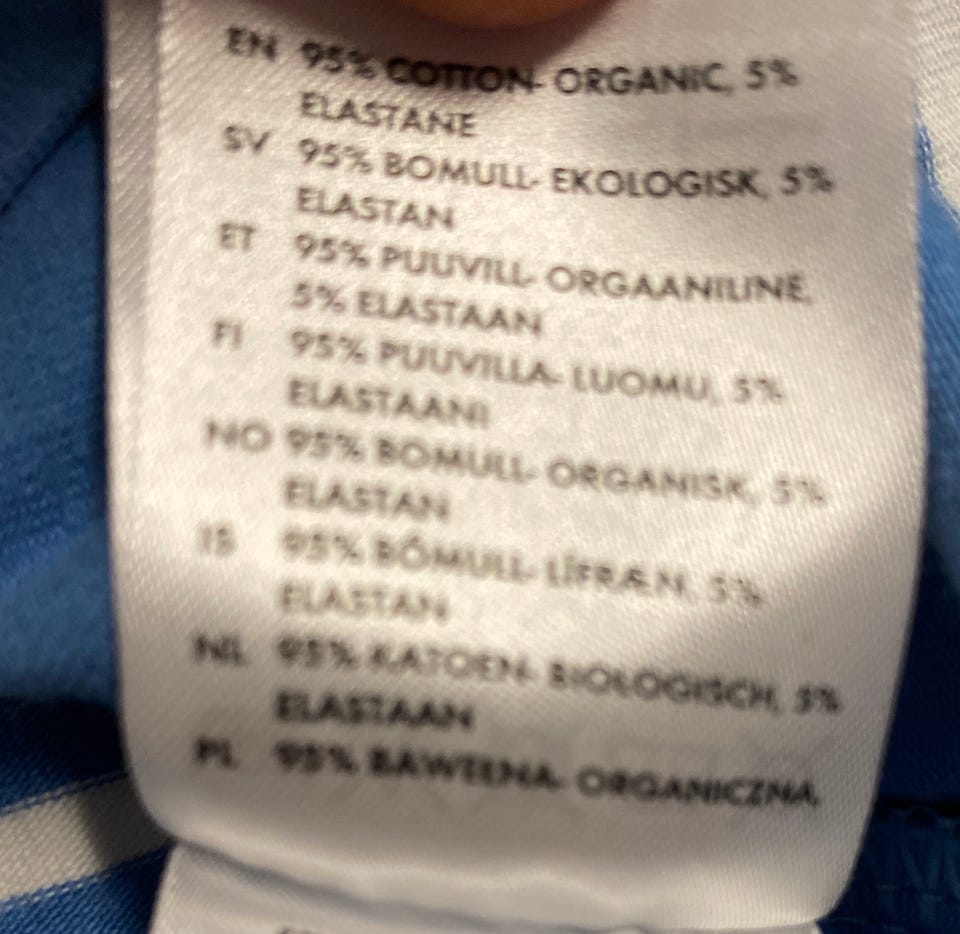 EN 95% COTTON- ORGANIC, 5%
ELASTANE
SV 95% BOMULL- EKOLOGISK, 5%
ELASTAN
ET 95% PUUVILL- ORGAANILINE,
5% ELASTAAN
FI 95% PUUVILLA- LUOMU, 5%
ELASTAANI
NO 95% BOMULL- ORGANISK, 5%
ELASTAN
IS 95% BÓMULL- LÍFRÆN, 5%
ELASTAN
NL 95% KATOEN- BIOLOGISCH, 5%
ELASTAAN
PL 95% BAWEŁNA- ORGANICZNA,